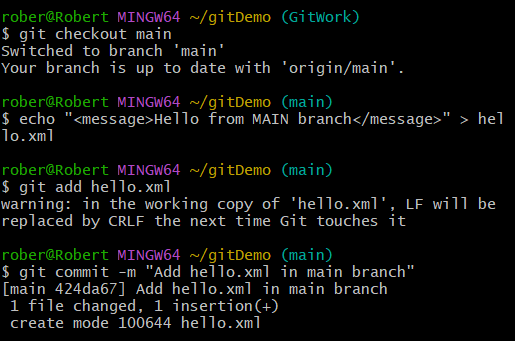 rober@Robert MINGW64 ~/gitDemo (GitWork)
$ git checkout main
Switched to branch 'main'
Your branch is up to date with 'origin/main'.
rober@Robert MINGW64 ~/gitDemo (main)
$ echo "<message>Hello from MAIN branch</message>" > hel
lo.xml
rober@Robert MINGW64 ~/gitDemo (main)
$ git add hello.xml
warning: in the working copy of 'hello.xml', LF will be
replaced by CRLF the next time Git touches it
rober@Robert MINGW64 ~/gitDemo (main)
$ git commit -m "Add hello.xml in main branch"
[main 424da67] Add hello.xml in main branch
 1 file changed, 1 insertion(+)
 create mode 100644 hello.xml